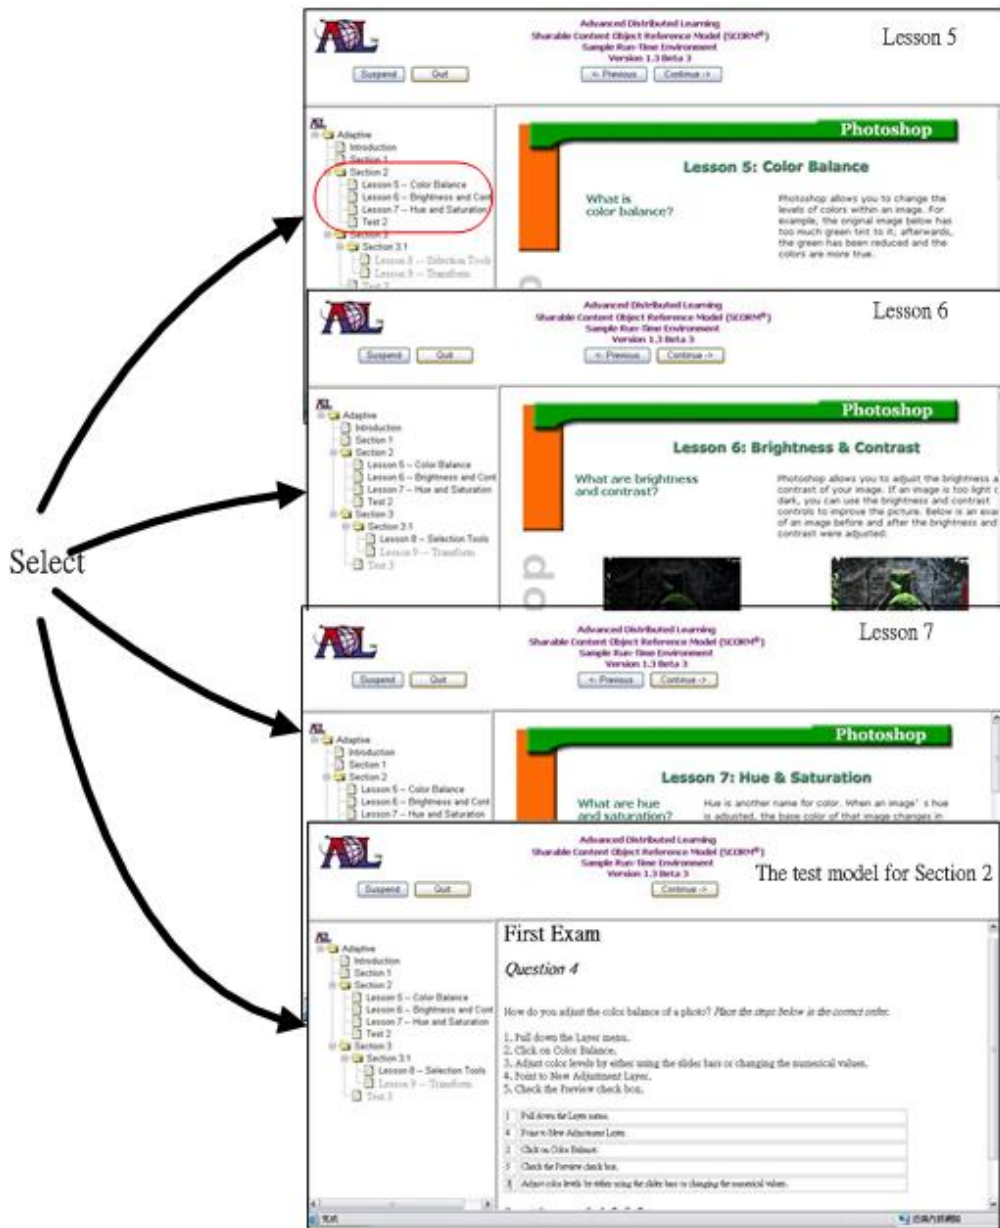 Select
Advanced Distributed Learning
Sharable Content Object Reference Model (SCORM®)
Sample Run-Time Environment
Version 1.3 Beta 3
Lesson 5
Suspend Quit
<- Previous Continue ->
Adaptive
Introduction
Section 1
Section 2
Lesson 5 -- Color Balance
Lesson 6 -- Brightness and Cont
Lesson 7 -- Hue and Saturation
Test 2
Section 3
Section 3.1
Lesson 8 -- Selection Tools
Lesson 9 -- Transform
Test 3
Photoshop
Lesson 5: Color Balance
What is
color balance?
Photoshop allows you to change the
levels of colors within an image. For
example, the original image below has
too much green tint to it; afterwards,
the green has been reduced and the
colors are more true.
Advanced Distributed Learning
Sharable Content Object Reference Model (SCORM®)
Sample Run-Time Environment
Version 1.3 Beta 3
Lesson 6
Suspend Quit
<- Previous Continue ->
Adaptive
Introduction
Section 1
Section 2
Lesson 5 -- Color Balance
Lesson 6 -- Brightness and Cont
Lesson 7 -- Hue and Saturation
Test 2
Section 3
Section 3.1
Lesson 8 -- Selection Tools
Lesson 9 -- Transform
Test 3
Photoshop
Lesson 6: Brightness & Contrast
What are brightness
and contrast?
Photoshop allows you to adjust the brightness a
contrast of your image. If an image is too light
dark, you can use the brightness and contrast
controls to improve the picture. Below is an exa
of an image before and after the brightness and
contrast were adjusted.
Advanced Distributed Learning
Sharable Content Object Reference Model (SCORM®)
Sample Run-Time Environment
Version 1.3 Beta 3
Lesson 7
Suspend Quit
<- Previous Continue ->
Adaptive
Introduction
Section 1
Section 2
Lesson 5 -- Color Balance
Lesson 6 -- Brightness and Cont
Lesson 7 -- Hue and Saturation
Photoshop
Lesson 7: Hue & Saturation
What are hue
and saturation?
Hue is another name for color. When an image's hue
is adjusted, the base color of that image changes in
Advanced Distributed Learning
Sharable Content Object Reference Model (SCORM®)
Sample Run-Time Environment
Version 1.3 Beta 3
The test model for Section 2
Suspend Quit
Continue ->
Adaptive
Introduction
Section 1
Section 2
Lesson 5 -- Color Balance
Lesson 6 -- Brightness and Cont
Lesson 7 -- Hue and Saturation
Test 2
Section 3
Section 3.1
Lesson 8 -- Selection Tools
Lesson 9 -- Transform
Test 3
First Exam
Question 4
How do you adjust the color balance of a photo? Place the steps below in the correct order.
1. Pull down the Layer menu.
2. Click on Color Balance.
3. Adjust color levels by either using the slider bars or changing the numerical values.
4. Point to New Adjustment Layer.
5. Check the Preview check box.
1 Pull down the Layer menu.
4 Point to New Adjustment Layer.
2 Click on Color Balance.
5 Check the Preview check box.
3 Adjust color levels by either using the slider bars or changing the numerical values.
完成